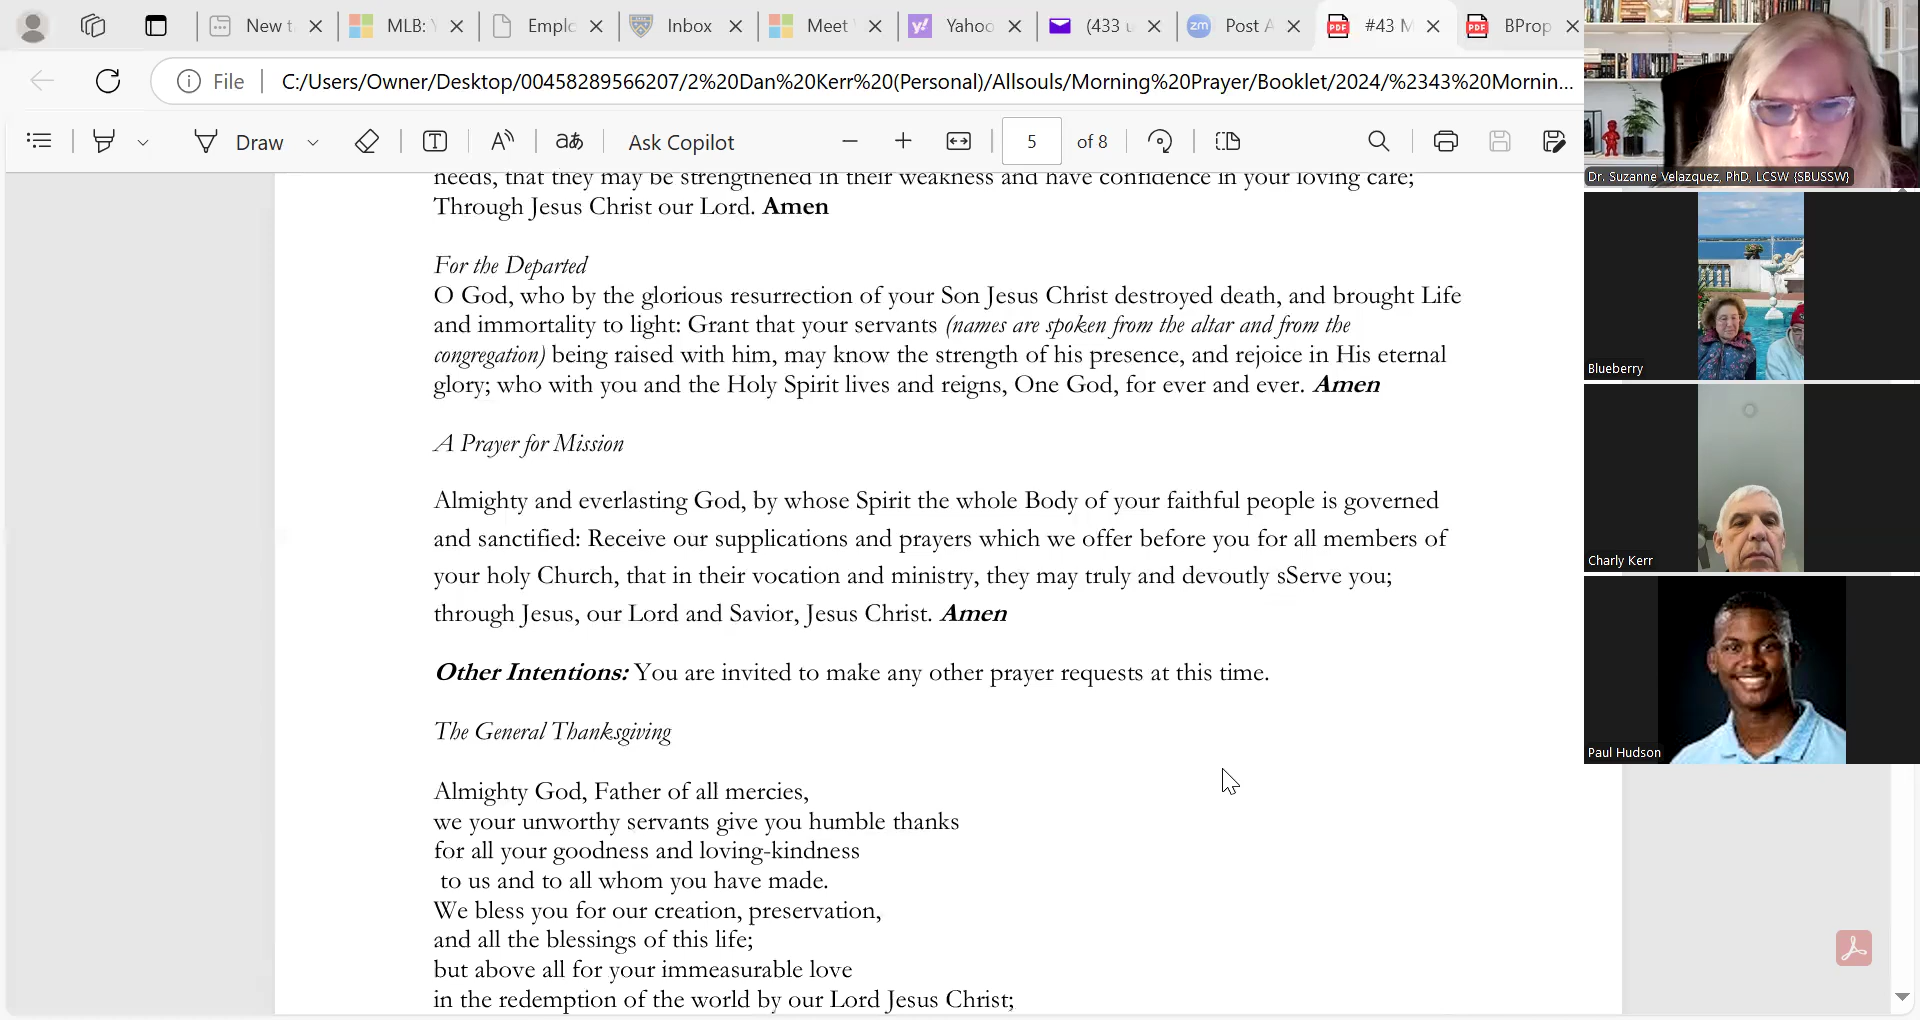 New t
MLB: Y
Emplo
Inbox
Meet
Yahoo
(433 u
zm
Post A
PDF
#43 M
PDF
BProp
File
C:/Users/Owner/Desktop/00458289566207/2%20Dan%20Kerr%20(Personal)/Allsouls/Morning%20Prayer/Booklet/2024/%2343%20Mornin...
Draw
Ask Copilot
5
of 8
needs, that they may be strengthened in their weakness and have confidence in your loving care;
Through Jesus Christ our Lord. Amen
For the Departed
O God, who by the glorious resurrection of your Son Jesus Christ destroyed death, and brought Life
and immortality to light: Grant that your servants (names are spoken from the altar and from the
congregation) being raised with him, may know the strength of his presence, and rejoice in His eternal
glory; who with you and the Holy Spirit lives and reigns, One God, for ever and ever. Amen
A Prayer for Mission
Almighty and everlasting God, by whose Spirit the whole Body of your faithful people is governed
and sanctified: Receive our supplications and prayers which we offer before you for all members of
your holy Church, that in their vocation and ministry, they may truly and devoutly sServe you;
through Jesus, our Lord and Savior, Jesus Christ. Amen
Other Intentions: You are invited to make any other prayer requests at this time.
The General Thanksgiving
Almighty God, Father of all mercies,
we your unworthy servants give you humble thanks
for all your goodness and loving-kindness
to us and to all whom you have made.
We bless you for our creation, preservation,
and all the blessings of this life;
but above all for your immeasurable love
in the redemption of the world by our Lord Jesus Christ;
Dr. Suzanne Velazquez, PhD, LCSW {SBUSSW}
Blueberry
Charly Kerr
Paul Hudson